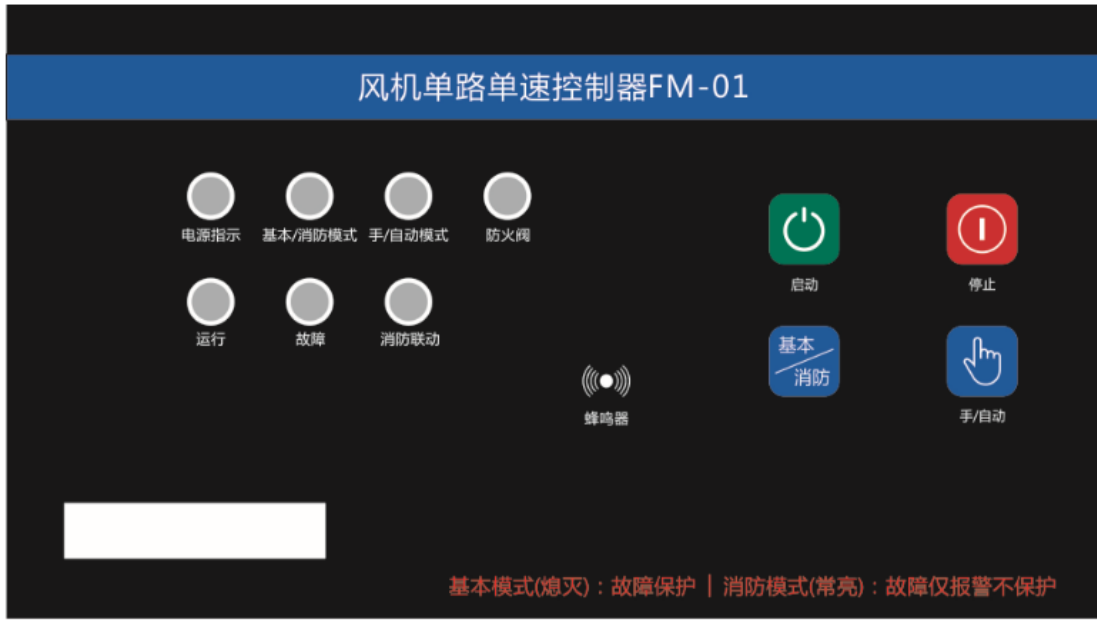 风机单路单速控制器FM-01
电源指示 基本/消防模式 手/自动模式 防火阀
运行 故障 消防联动
启动 停止
基本/消防
手/自动
蜂鸣器
基本模式(熄灭)：故障保护 | 消防模式(常亮)：故障仅报警不保护